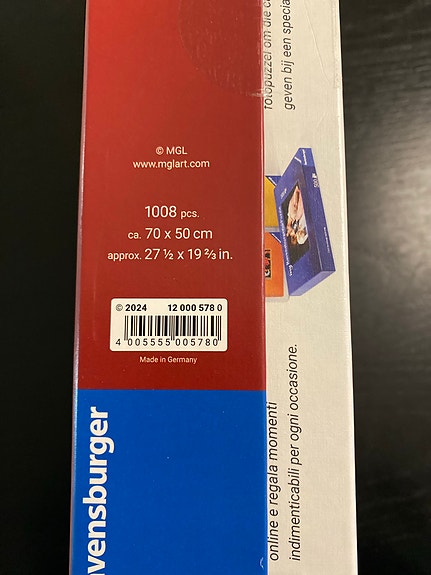 © MGL
www.mglart.com
1008 pcs.
ca. 70 x 50 cm
approx. 27 ½ x 19 ⅔ in.
© 2024 12 000 578 0
4 005555 005780
Made in Germany
vensburger
fotopuzzel om die
geven bij een specia
online e regala momenti
indimenticabili per ogni occasione.